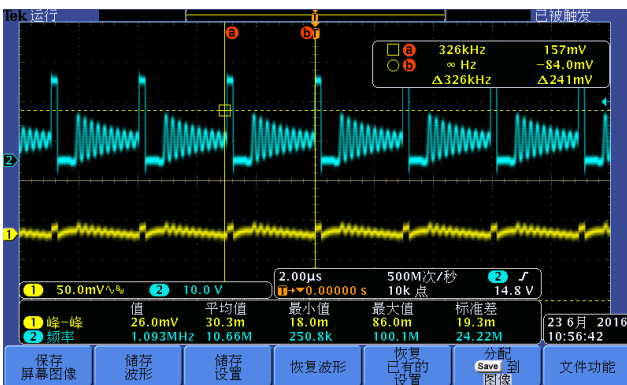 Tek 运行 已被触发
a b T
a 326kHz 157mV
b ∞ Hz −84.0mV
Δ326kHz Δ241mV
2
1
1 50.0mV∿BW 2 10.0 V
2.00μs 500M次/秒 2 ʃ
T→▼0.00000 s 10k 点 14.8 V
值 平均值 最小值 最大值 标准差
1 峰−峰 26.0mV 30.3m 18.0m 86.0m 19.3m
2 频率 1.093MHz 10.66M 250.8k 100.1M 24.22M
23 6月 2016
10:56:42
保存
屏幕图像
储存
波形
储存
设置
恢复波形
恢复
已有的
设置
分配
Save 到
图像
文件功能